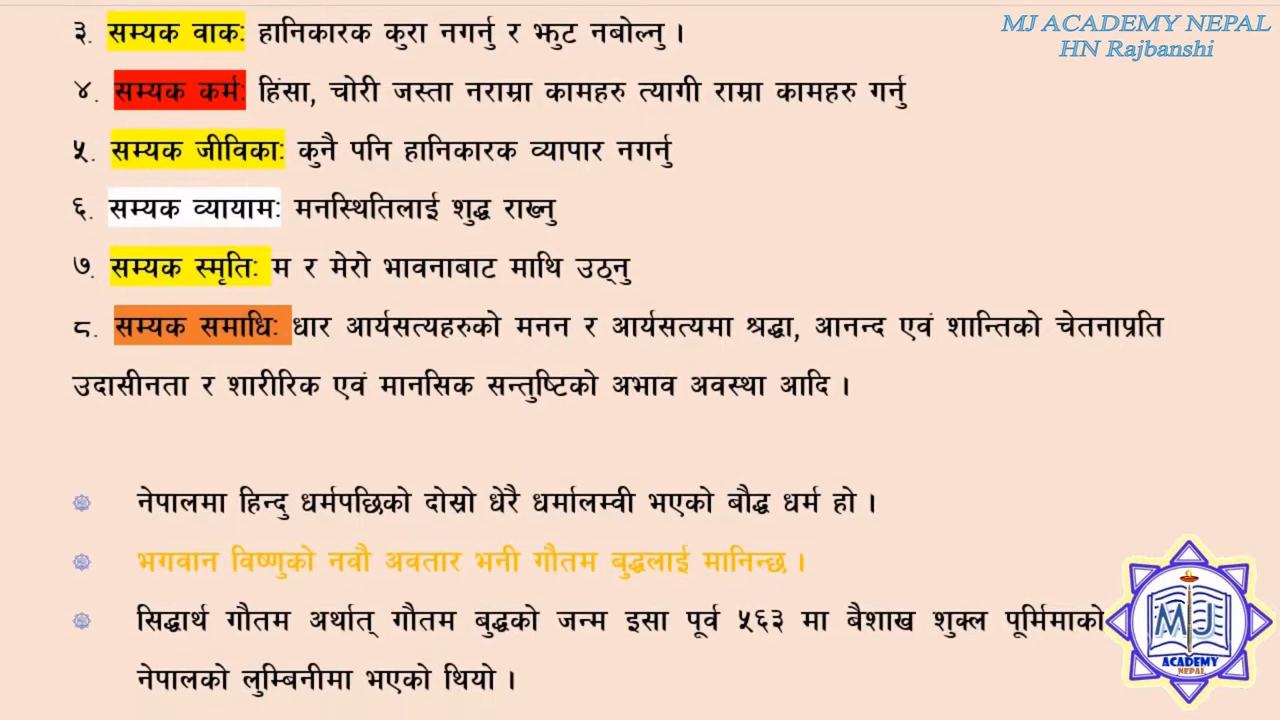 MJ ACADEMY NEPAL
HN Rajbanshi
३. सम्यक वाक: हानिकारक कुरा नगर्नु र झुट नबोल्नु ।
४. सम्यक कर्म: हिंसा, चोरी जस्ता नराम्रा कामहरु त्यागी राम्रा कामहरु गर्नु
५. सम्यक जीविका: कुनै पनि हानिकारक व्यापार नगर्नु
६. सम्यक व्यायाम: मनस्थितिलाई शुद्ध राख्नु
७. सम्यक स्मृति: म र मेरो भावनाबाट माथि उठ्नु
८. सम्यक समाधि: धार आर्यसत्यहरुको मनन र आर्यसत्यमा श्रद्धा, आनन्द एवं शान्तिको चेतनाप्रति
उदासीनता र शारीरिक एवं मानसिक सन्तुष्टिको अभाव अवस्था आदि ।
नेपालमा हिन्दु धर्मपछिको दोस्रो धेरै धर्मालम्वी भएको बौद्ध धर्म हो ।
भगवान विष्णुको नवौ अवतार भनी गौतम बुद्धलाई मानिन्छ ।
सिद्धार्थ गौतम अर्थात् गौतम बुद्धको जन्म इसा पूर्व ५६३ मा बैशाख शुक्ल पूर्मिमाको
नेपालको लुम्बिनीमा भएको थियो ।
MJ
ACADEMY
NEPAL